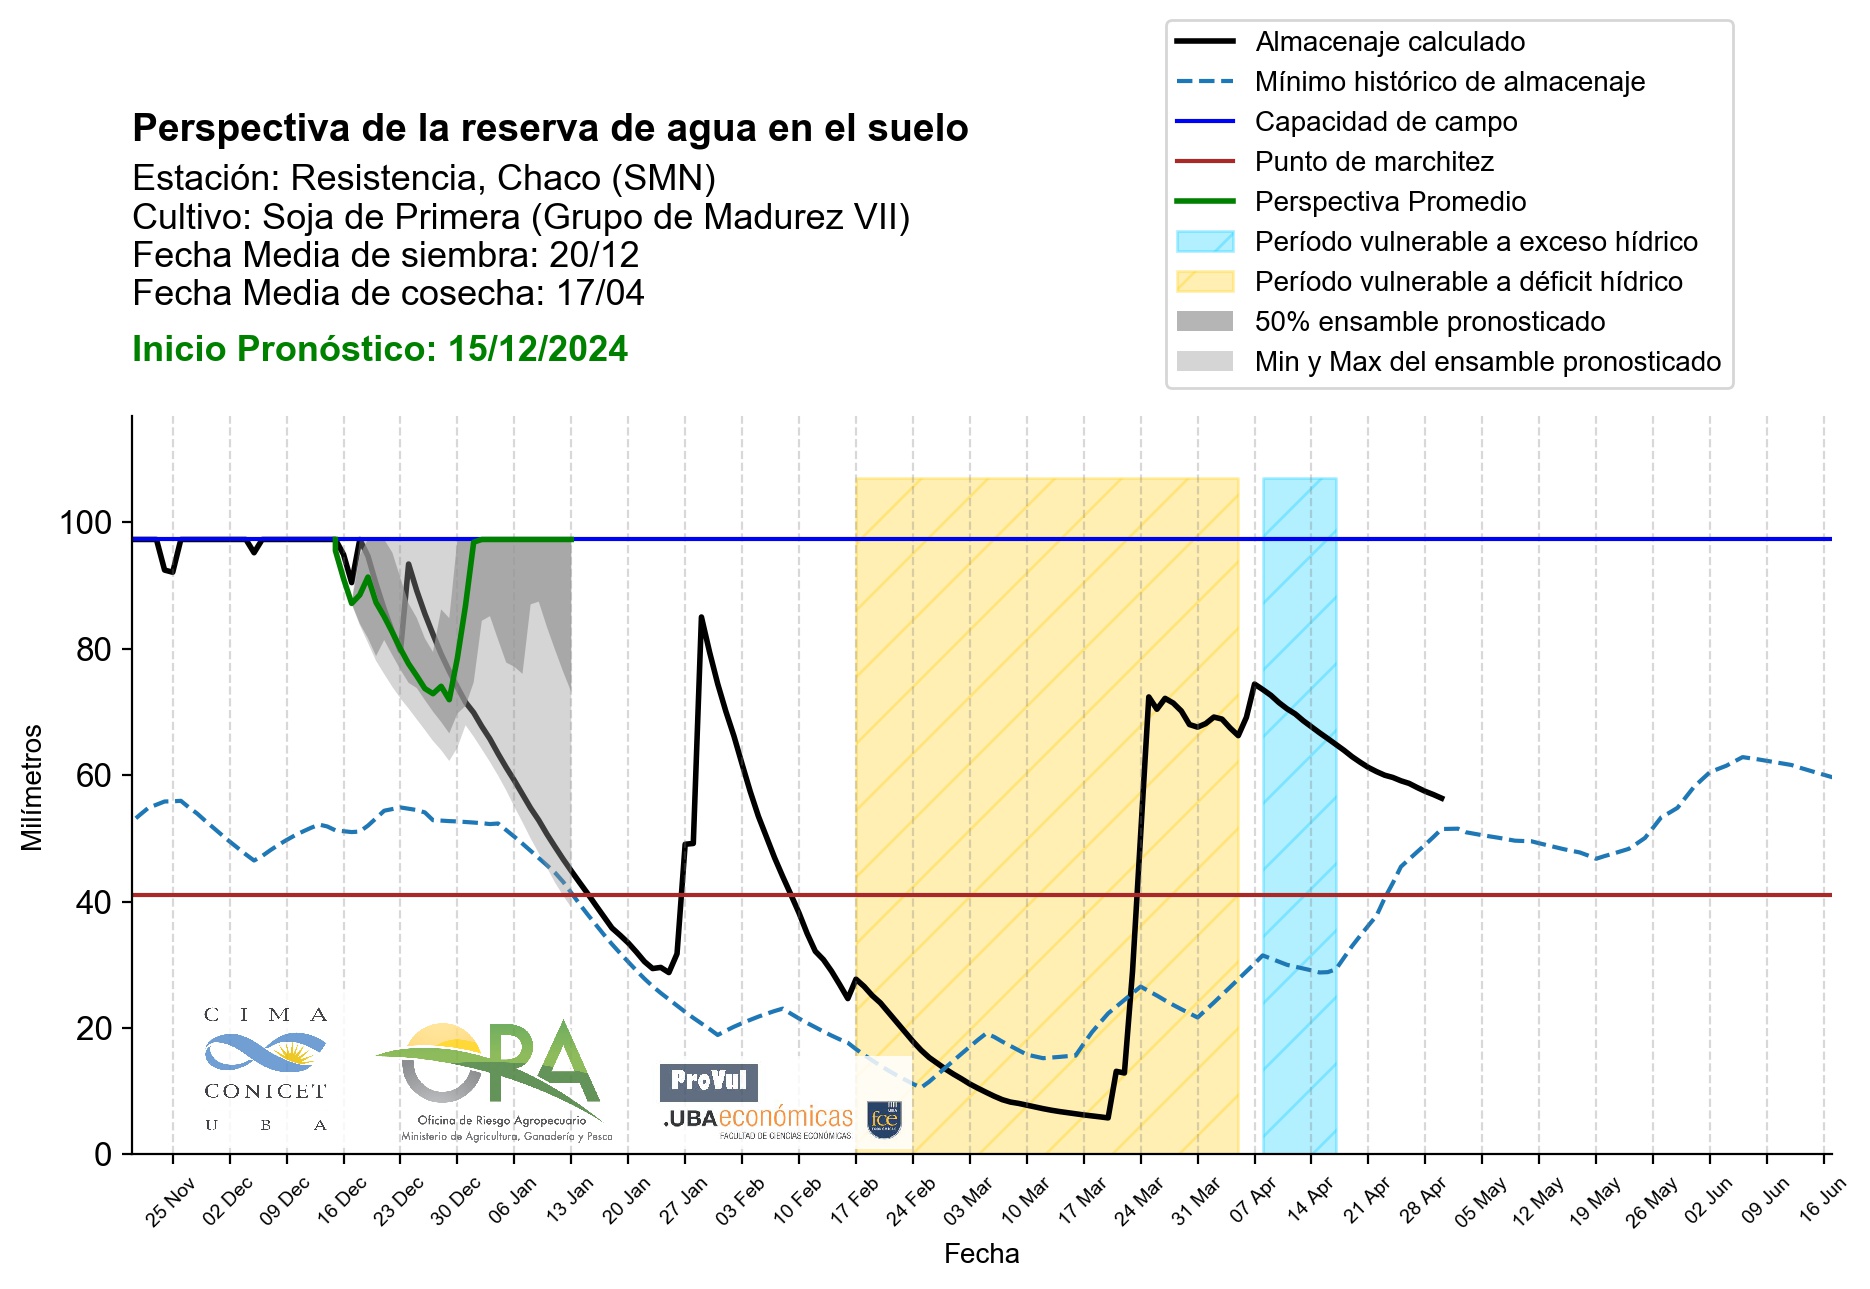 Almacenaje calculado
Mínimo histórico de almacenaje
Capacidad de campo
Punto de marchitez
Perspectiva Promedio
Período vulnerable a exceso hídrico
Período vulnerable a déficit hídrico
50% ensamble pronosticado
Min y Max del ensamble pronosticado
Perspectiva de la reserva de agua en el suelo
Estación: Resistencia, Chaco (SMN)
Cultivo: Soja de Primera (Grupo de Madurez VII)
Fecha Media de siembra: 20/12
Fecha Media de cosecha: 17/04
Inicio Pronóstico: 15/12/2024
100
80
60
40
20
0
Milímetros
C I M A
CONICET
U B A
ORA
Oficina de Riesgo Agropecuario
Ministerio de Agricultura, Ganadería y Pesca
ProVul
.UBAeconómicas
FACULTAD DE CIENCIAS ECONÓMICAS
UBA
fce
ECONÓMICAS
25 Nov
02 Dec
09 Dec
16 Dec
23 Dec
30 Dec
06 Jan
13 Jan
20 Jan
27 Jan
03 Feb
10 Feb
17 Feb
24 Feb
03 Mar
10 Mar
17 Mar
24 Mar
31 Mar
07 Apr
14 Apr
21 Apr
28 Apr
05 May
12 May
19 May
26 May
02 Jun
09 Jun
16 Jun
Fecha